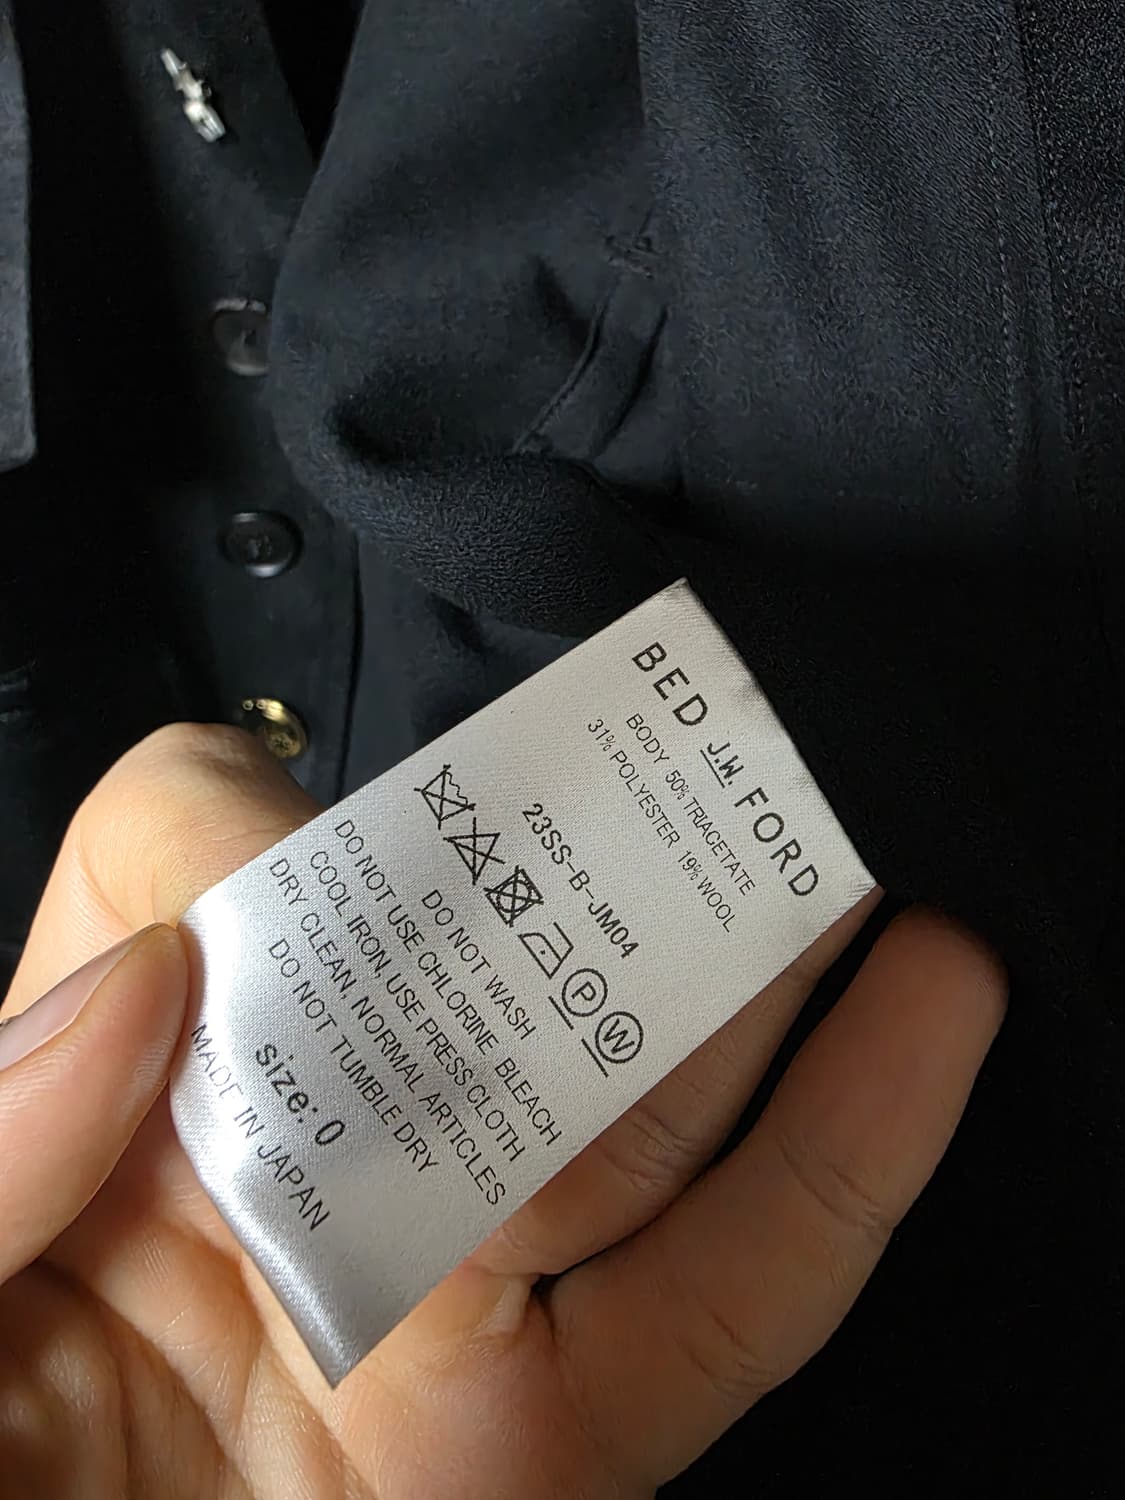 BED J.W. FORD
BODY 50% TRIACETATE
31% POLYESTER 19% WOOL
23SS-B-JM04
P W
DO NOT WASH
DO NOT USE CHLORINE BLEACH
COOL IRON, USE PRESS CLOTH
DRY CLEAN, NORMAL ARTICLES
DO NOT TUMBLE DRY
size: 0
MADE IN JAPAN